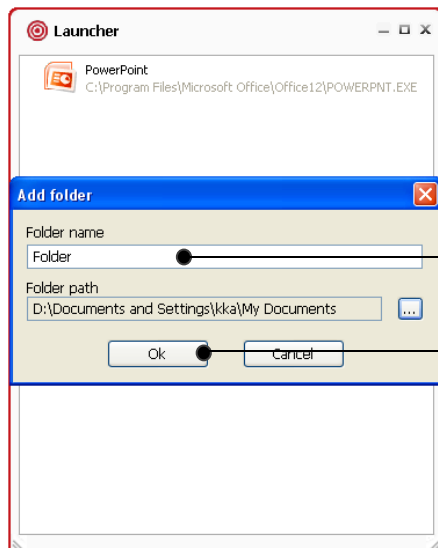 Launcher
PowerPoint
C:\Program Files\Microsoft Office\Office12\POWERPNT.EXE
Add folder
Folder name
Folder
Folder path
D:\Documents and Settings\kka\My Documents
...
Ok Cancel